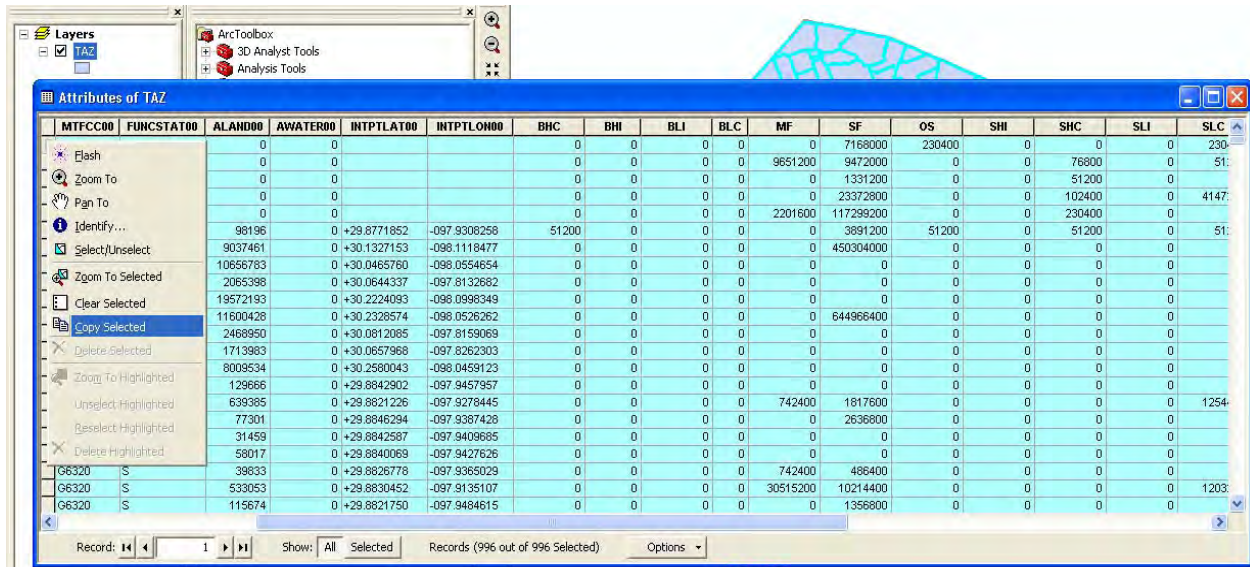 Layers
TAZ
ArcToolbox
3D Analyst Tools
Analysis Tools
Attributes of TAZ
MTFCC00 FUNCSTAT00 ALAND00 AWATER00 INTPTLAT00 INTPTLON00 BHC BHI BLI BLC MF SF OS SHI SHC SLI SLC
0 0 0 0 0 0 0 7168000 230400 0 0 0 230
0 0 0 0 0 0 9651200 9472000 0 0 76800 0 51
0 0 0 0 0 0 0 1331200 0 0 51200 0
0 0 0 0 0 0 0 23372800 0 0 102400 0 4147
0 0 0 0 0 0 2201600 117299200 0 0 230400 0
98196 0 +29.8771852 -097.9308258 51200 0 0 0 0 3891200 51200 0 51200 0 51
9037461 0 +30.1327153 -098.1118477 0 0 0 0 0 450304000 0 0 0 0
10656783 0 +30.0465760 -098.0554654 0 0 0 0 0 0 0 0 0 0
2065398 0 +30.0644337 -097.8132682 0 0 0 0 0 0 0 0 0 0
19572193 0 +30.2224093 -098.0998349 0 0 0 0 0 0 0 0 0 0
11600428 0 +30.2328574 -098.0526262 0 0 0 0 0 644966400 0 0 0 0
2468950 0 +30.0812085 -097.8159069 0 0 0 0 0 0 0 0 0 0
1713983 0 +30.0657968 -097.8262303 0 0 0 0 0 0 0 0 0 0
8009534 0 +30.2580043 -098.0459123 0 0 0 0 0 0 0 0 0 0
129666 0 +29.8842902 -097.9457957 0 0 0 0 0 0 0 0 0 0
639385 0 +29.8821226 -097.9278445 0 0 0 0 742400 1817600 0 0 0 0 1254
77301 0 +29.8846294 -097.9387428 0 0 0 0 0 2636800 0 0 0 0
31459 0 +29.8842587 -097.9409685 0 0 0 0 0 0 0 0 0 0
58017 0 +29.8840069 -097.9427626 0 0 0 0 0 0 0 0 0 0
G6320 S 39833 0 +29.8826778 -097.9365029 0 0 0 0 742400 486400 0 0 0 0
G6320 S 533053 0 +29.8830452 -097.9135107 0 0 0 0 30515200 10214400 0 0 0 0 1203
G6320 S 115674 0 +29.8821750 -097.9484615 0 0 0 0 0 1356800 0 0 0 0
Flash
Zoom To
Pan To
Identify...
Select/Unselect
Zoom To Selected
Clear Selected
Copy Selected
Delete Selected
Zoom To Highlighted
Unselect Highlighted
Reselect Highlighted
Delete Highlighted
Record: 1 Show: All Selected Records (996 out of 996 Selected) Options